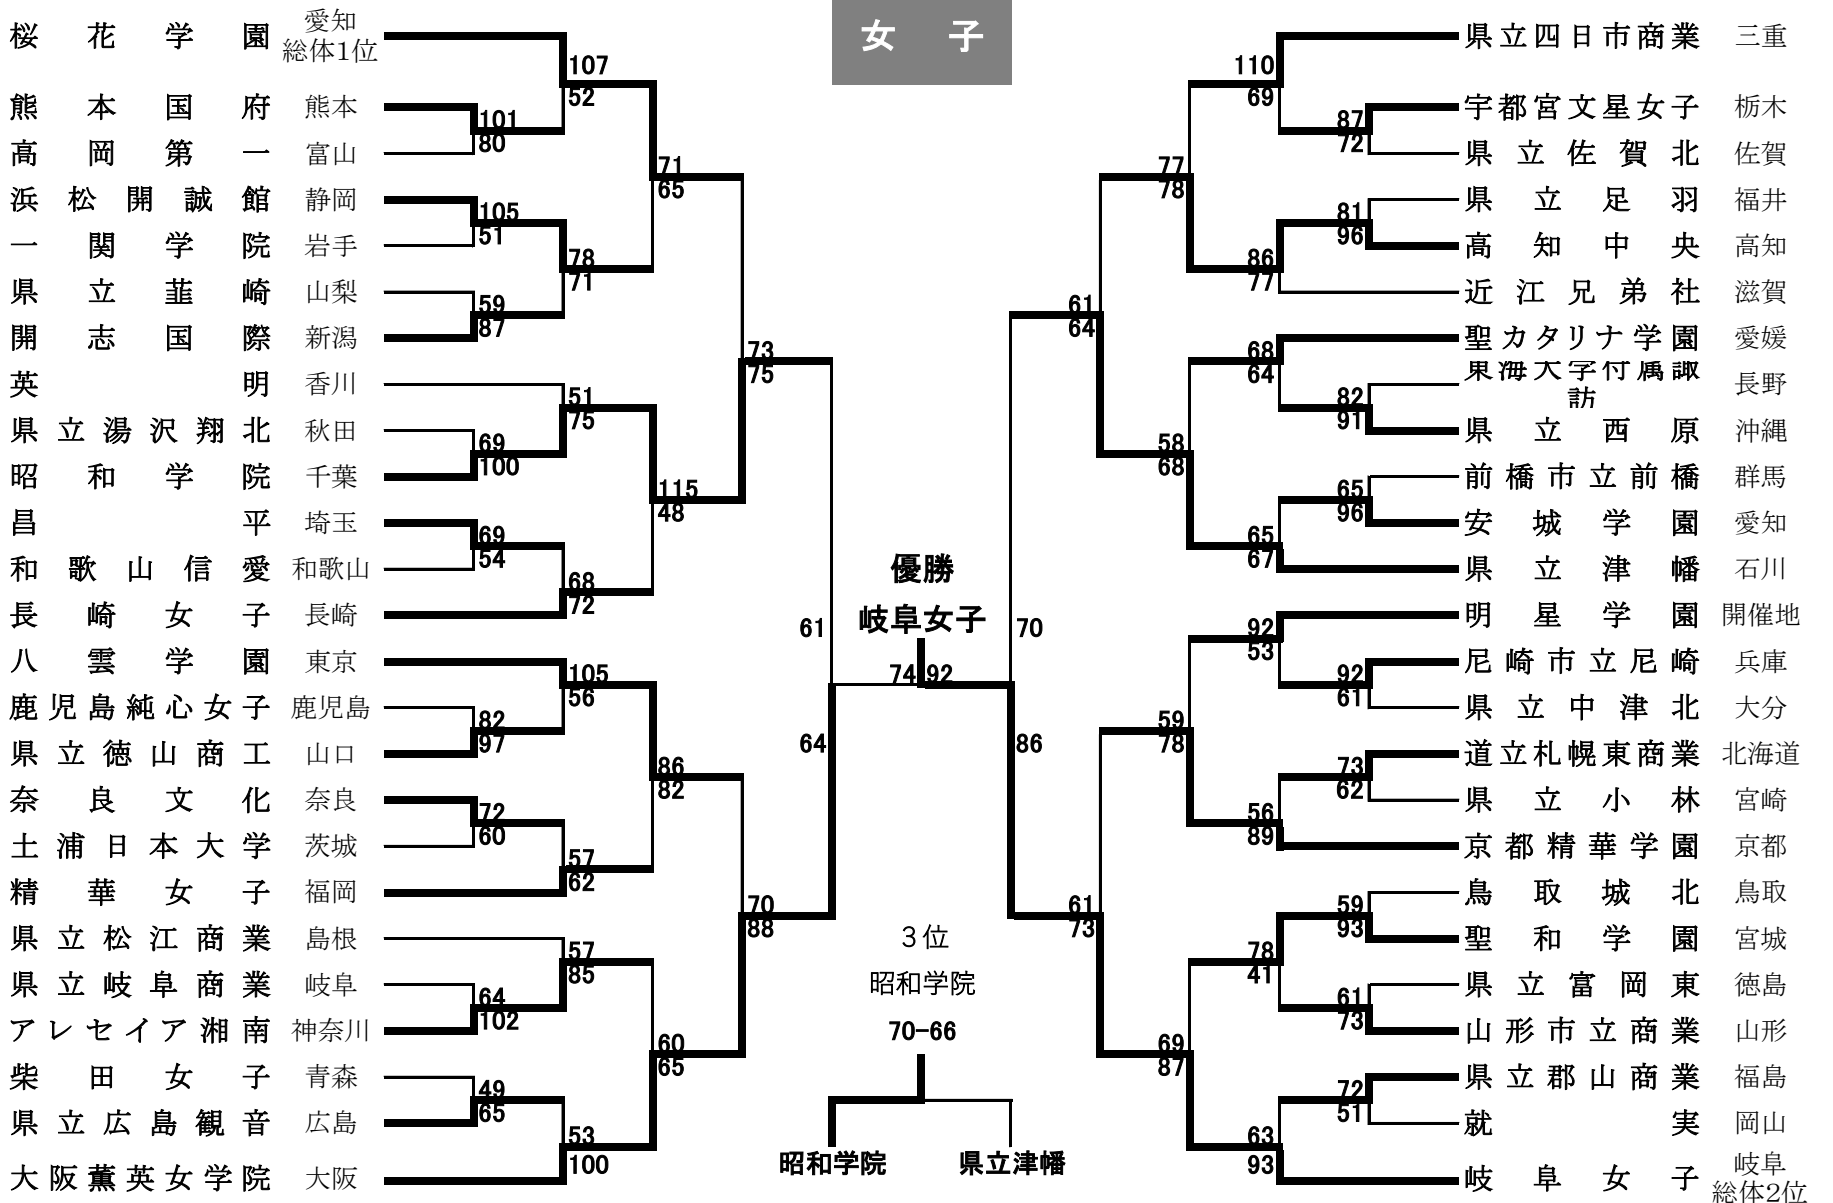 女子
桜花学園 愛知 総体1位
熊本国府 熊本
高岡第一 富山
浜松開誠館 静岡
一関学院 岩手
県立韮崎 山梨
開志国際 新潟
英明 香川
県立湯沢翔北 秋田
昭和学院 千葉
昌平 埼玉
和歌山信愛 和歌山
長崎女子 長崎
八雲学園 東京
鹿児島純心女子 鹿児島
県立徳山商工 山口
奈良文化 奈良
土浦日本大学 茨城
精華女子 福岡
県立松江商業 島根
県立岐阜商業 岐阜
アレセイア湘南 神奈川
柴田女子 青森
県立広島観音 広島
大阪薫英女学院 大阪
107
52
101
80
105
51
78
71
59
87
71
65
51
75
69
100
69
54
68
72
115
48
73
75
105
56
82
97
72
60
57
62
86
82
57
85
64
102
49
65
53
100
60
65
70
88
61
64
優勝
岐阜女子
74 92
70
86
3位
昭和学院
70-66
昭和学院 県立津幡
110
69
87
72
81
96
86
77
77
78
68
64
82
91
65
96
65
67
58
68
61
64
92
53
92
61
73
62
56
89
59
78
59
93
78
41
61
73
72
51
63
93
69
87
61
73
県立四日市商業 三重
宇都宮文星女子 栃木
県立佐賀北 佐賀
県立足羽 福井
高知中央 高知
近江兄弟社 滋賀
聖カタリナ学園 愛媛
東海大学付属諏訪 長野
県立西原 沖縄
前橋市立前橋 群馬
安城学園 愛知
県立津幡 石川
明星学園 開催地
尼崎市立尼崎 兵庫
県立中津北 大分
道立札幌東商業 北海道
県立小林 宮崎
京都精華学園 京都
鳥取城北 鳥取
聖和学園 宮城
県立富岡東 徳島
山形市立商業 山形
県立郡山商業 福島
就実 岡山
岐阜女子 岐阜 総体2位